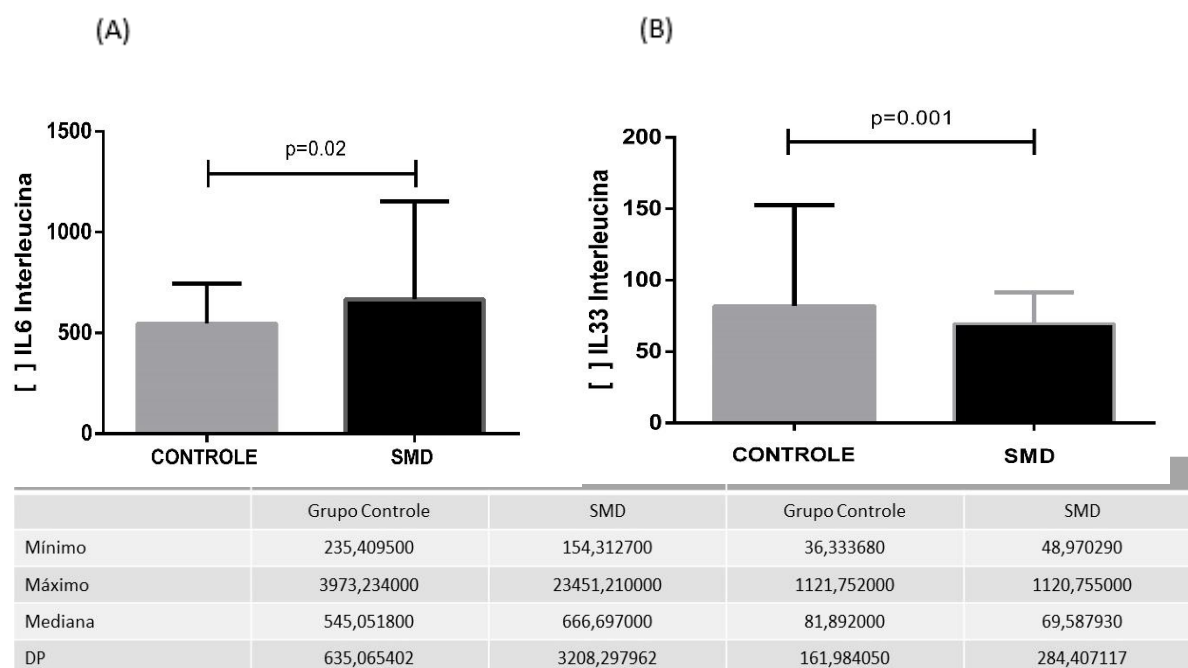 (A)
(B)
[ ] IL6 Interleucina
1500
1000
500
0
p=0.02
CONTROLE SMD
[ ] IL33 Interleucina
200
150
100
50
0
p=0.001
CONTROLE SMD
Grupo Controle SMD Grupo Controle SMD
Mínimo 235,409500 154,312700 36,333680 48,970290
Máximo 3973,234000 23451,210000 1121,752000 1120,755000
Mediana 545,051800 666,697000 81,892000 69,587930
DP 635,065402 3208,297962 161,984050 284,407117